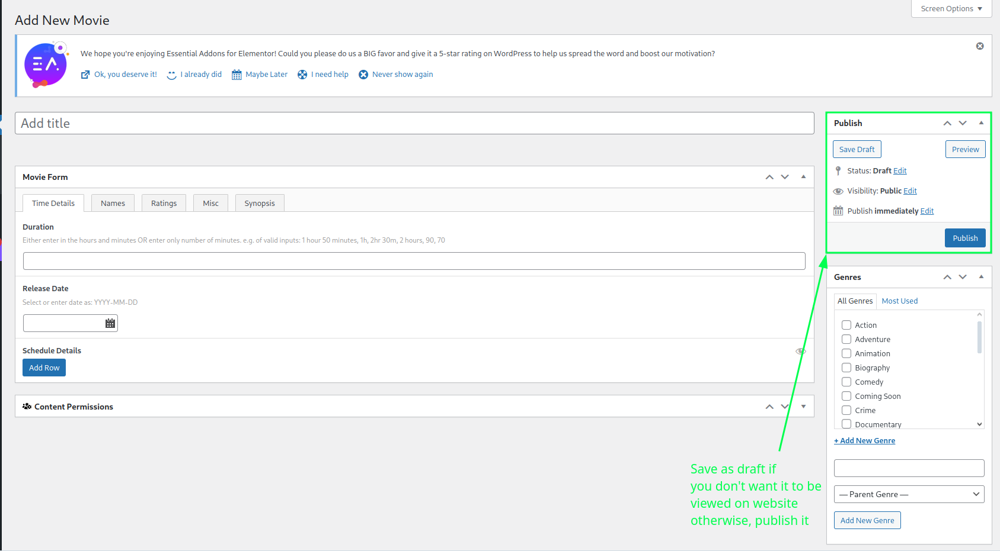 Screen Options
Add New Movie
We hope you're enjoying Essential Addons for Elementor! Could you please do us a BIG favor and give it a 5-star rating on WordPress to help us spread the word and boost our motivation?
Ok, you deserve it! I already did Maybe Later I need help Never show again
Add title
Movie Form
Time Details Names Ratings Misc Synopsis
Duration
Either enter in the hours and minutes OR enter only number of minutes. e.g. of valid inputs: 1 hour 50 minutes, 1h, 2hr 30m, 2 hours, 90, 70
Release Date
Select or enter date as: YYYY-MM-DD
Schedule Details
Add Row
Content Permissions
Publish
Save Draft Preview
Status: Draft Edit
Visibility: Public Edit
Publish immediately Edit
Publish
Genres
All Genres Most Used
Action
Adventure
Animation
Biography
Comedy
Coming Soon
Crime
Documentary
+ Add New Genre
— Parent Genre —
Add New Genre
Save as draft if
you don't want it to be
viewed on website
otherwise, publish it